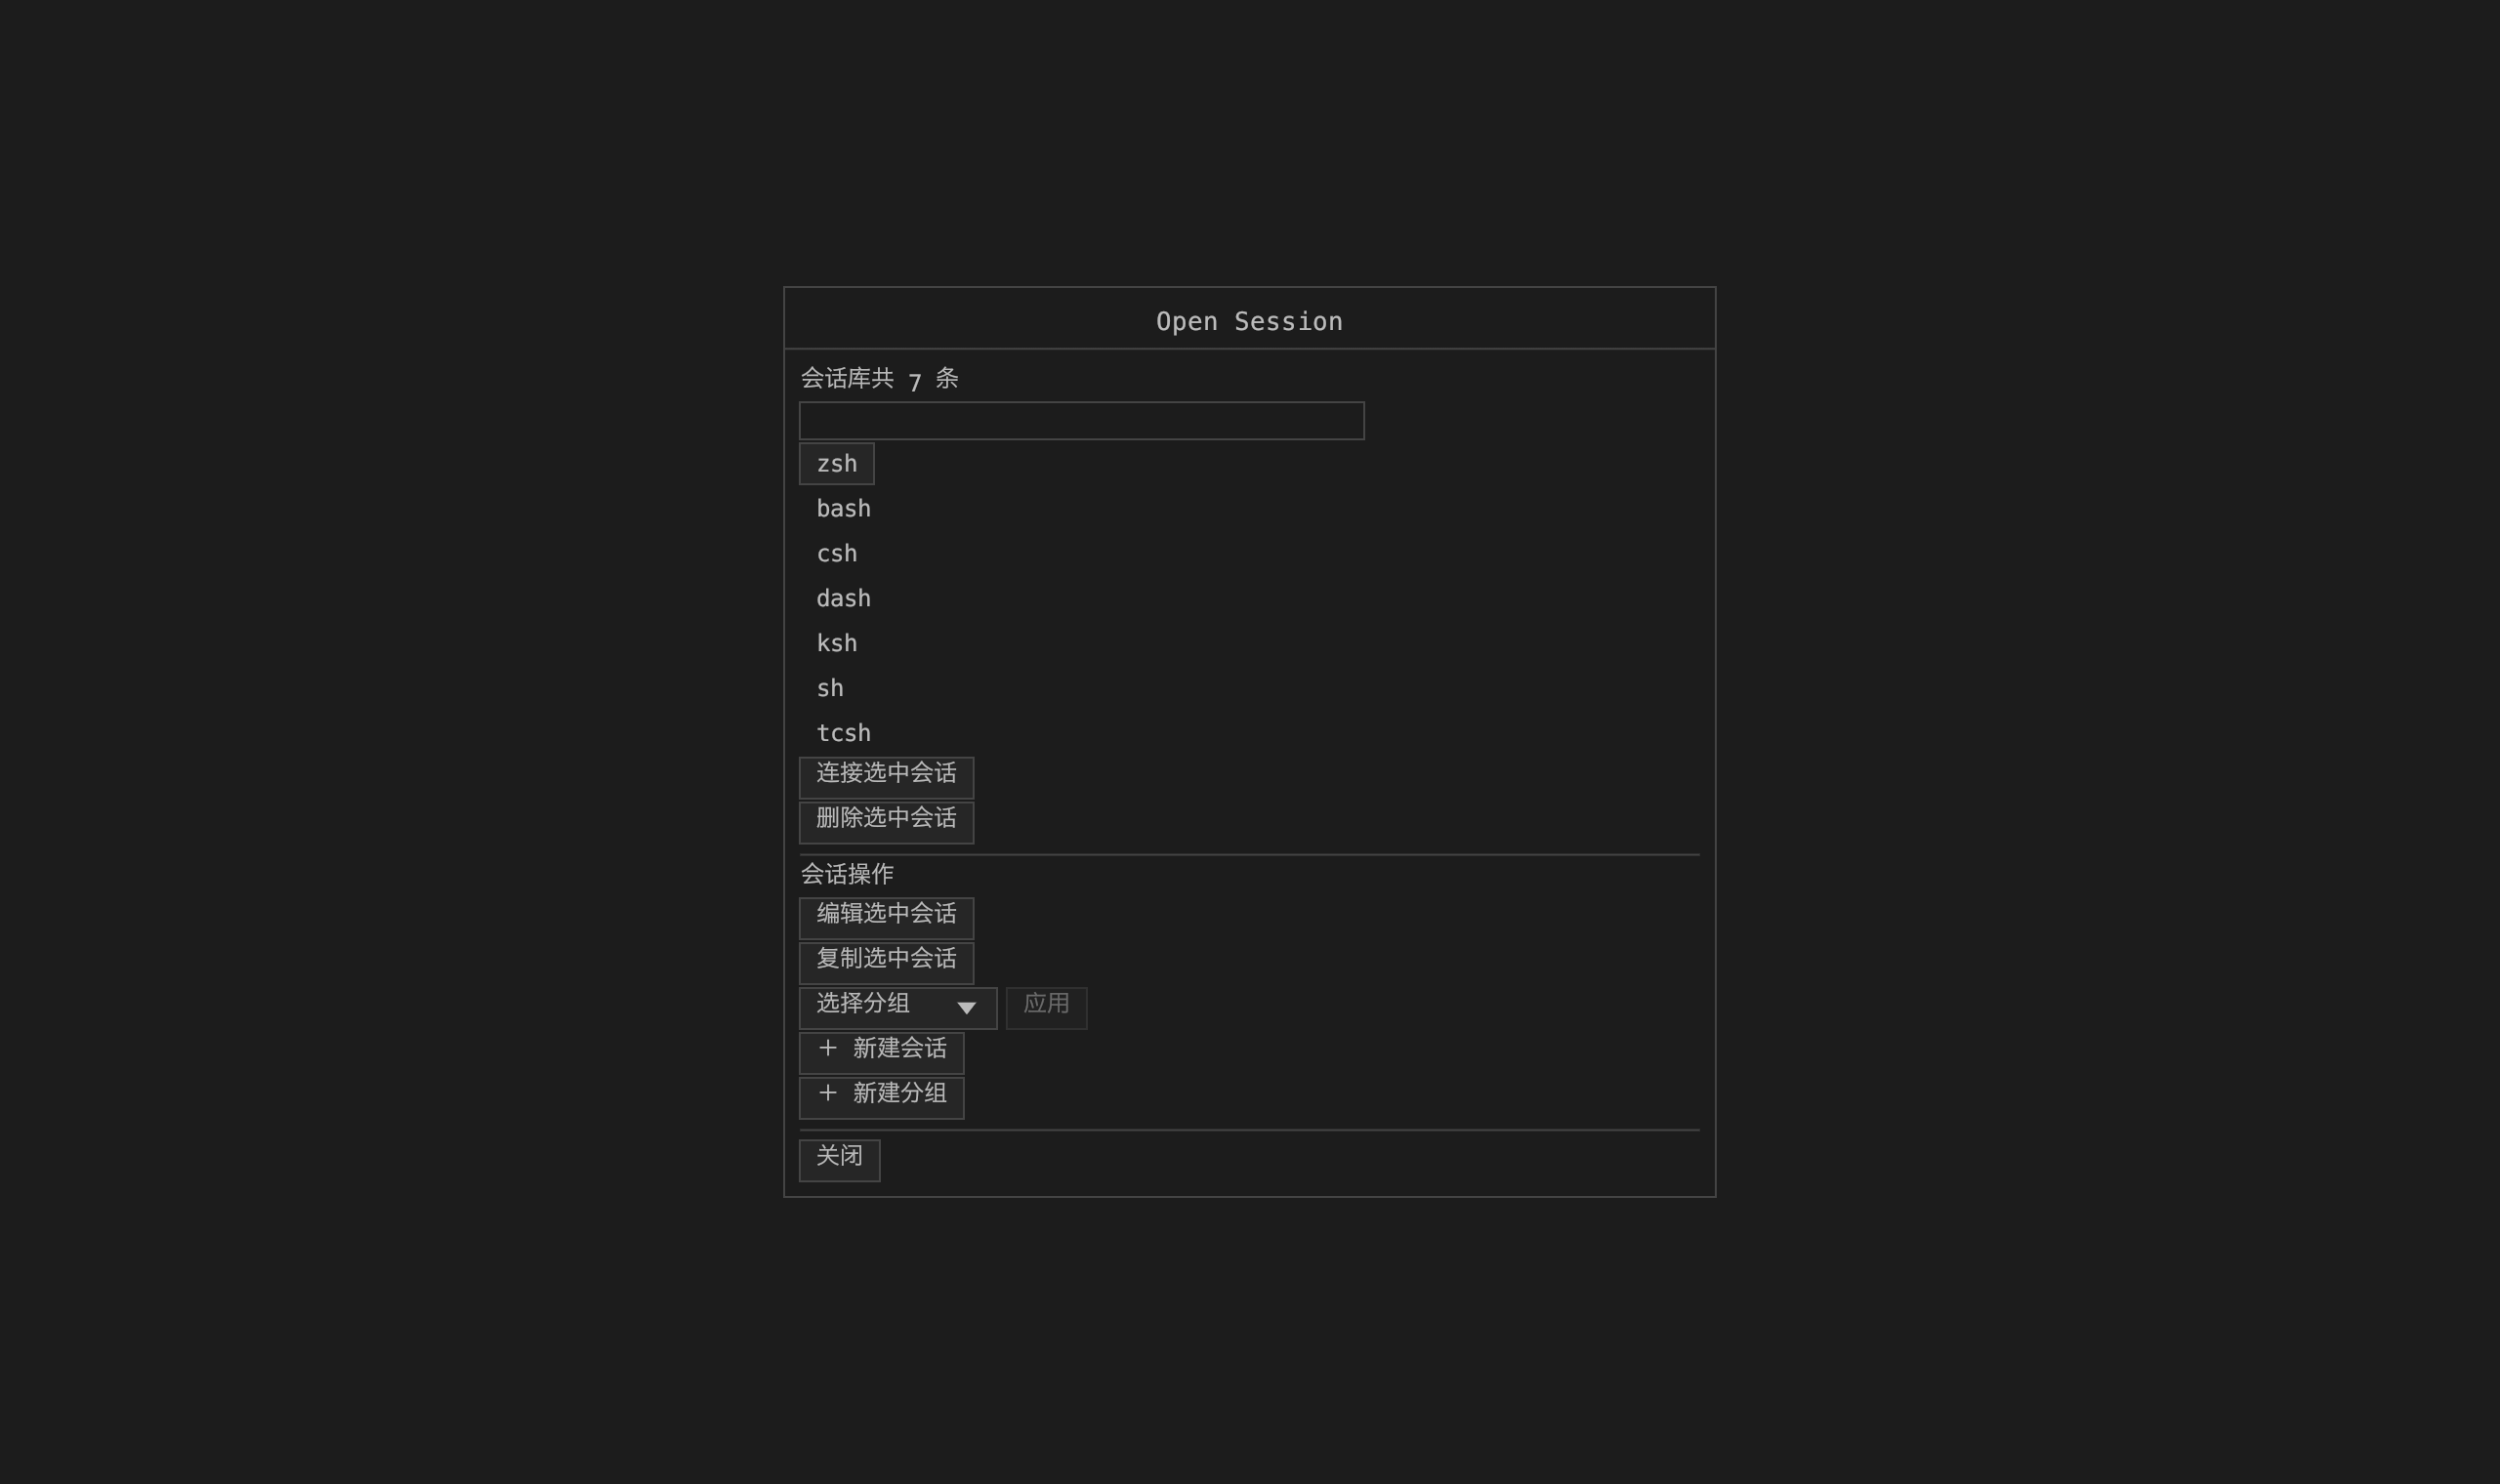 Open Session
会话库共 7 条
zsh
bash
csh
dash
ksh
sh
tcsh
连接选中会话
删除选中会话
会话操作
编辑选中会话
复制选中会话
选择分组 应用
＋ 新建会话
＋ 新建分组
关闭